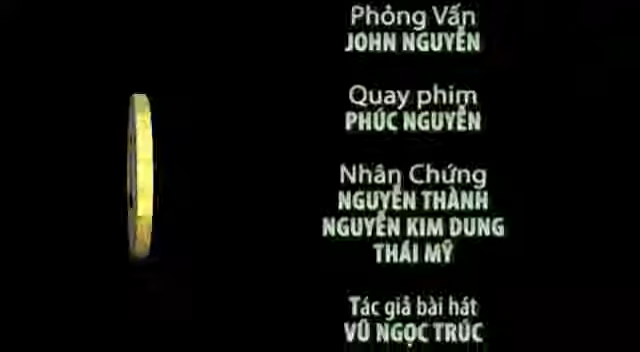 Phỏng Vấn
JOHN NGUYỄN
Quay phim
PHÚC NGUYỄN
Nhân Chứng
NGUYỄN THÀNH
NGUYỄN KIM DUNG
THÁI MỸ
Tác giả bài hát
VŨ NGỌC TRÚC